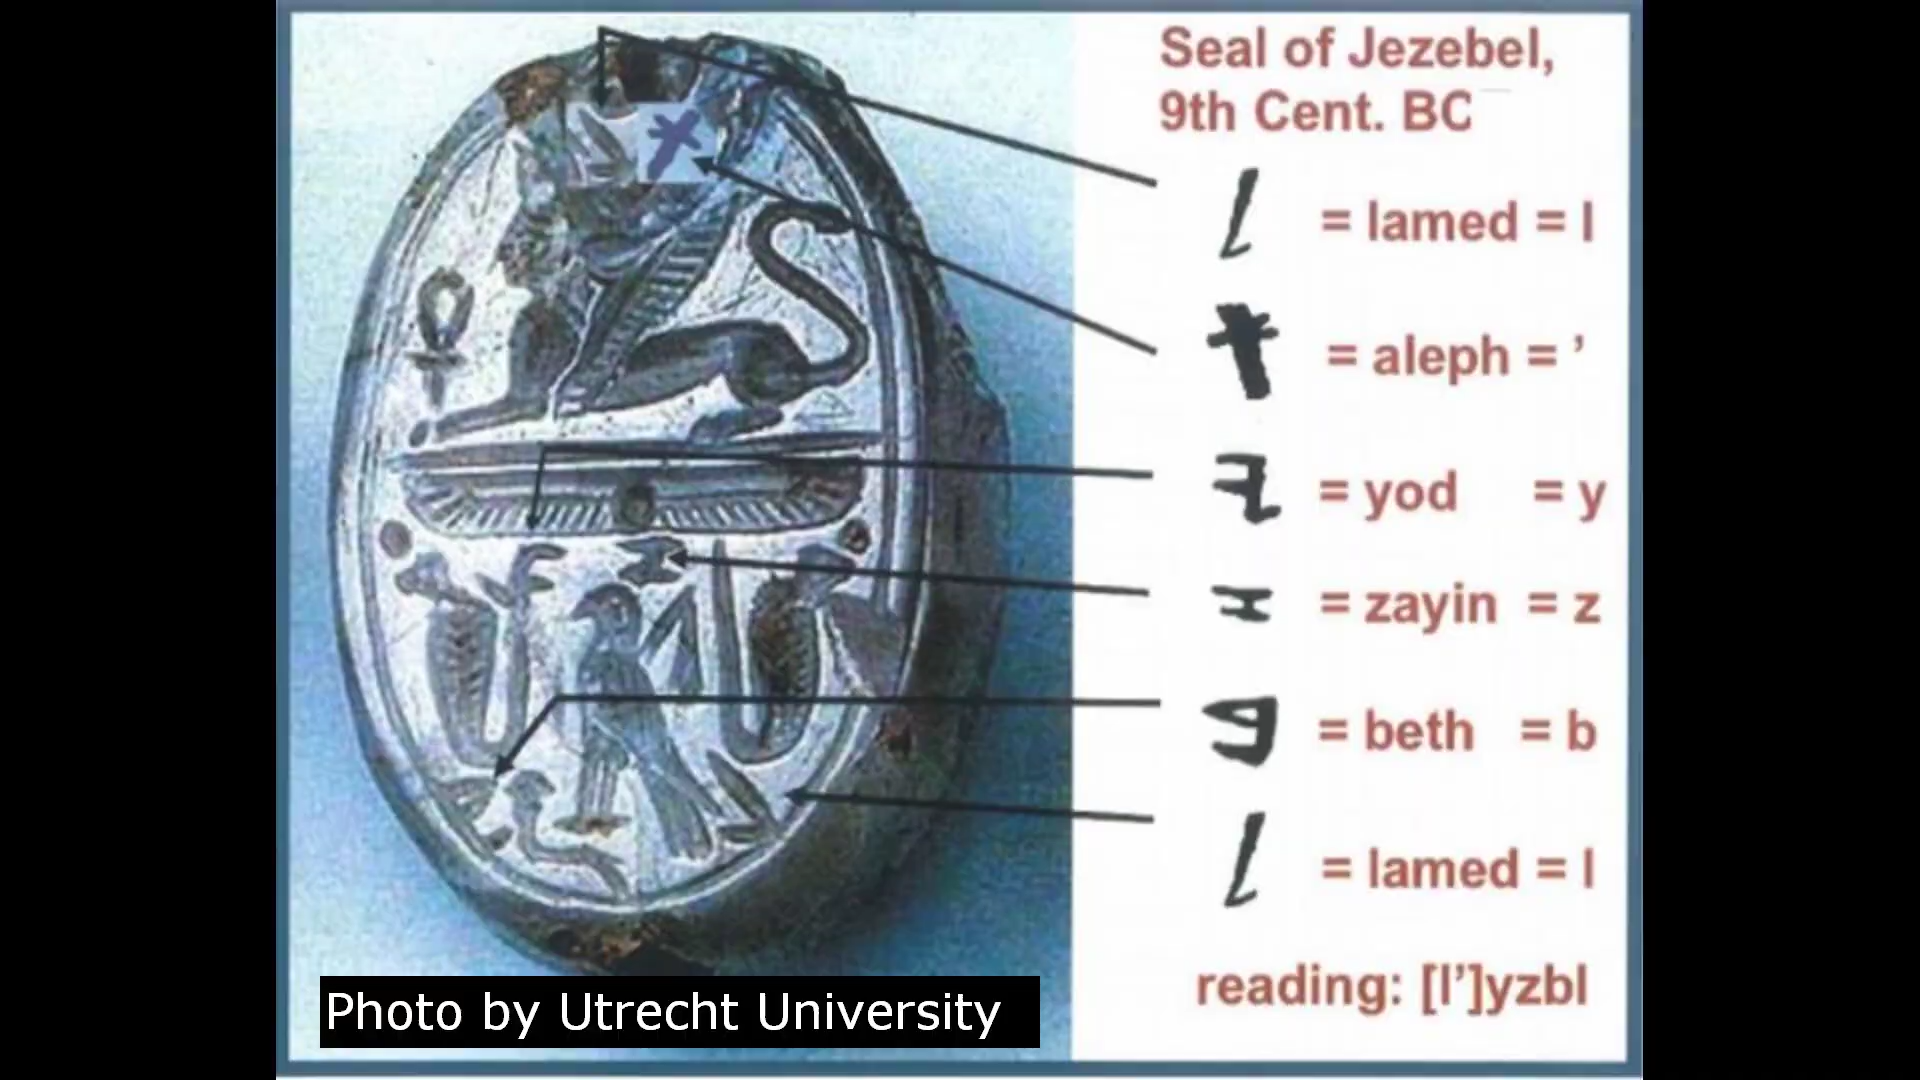 Seal of Jezebel,
9th Cent. BC
= lamed = l
= aleph = ’
= yod = y
= zayin = z
= beth = b
= lamed = l
reading: [l’]yzbl
Photo by Utrecht University